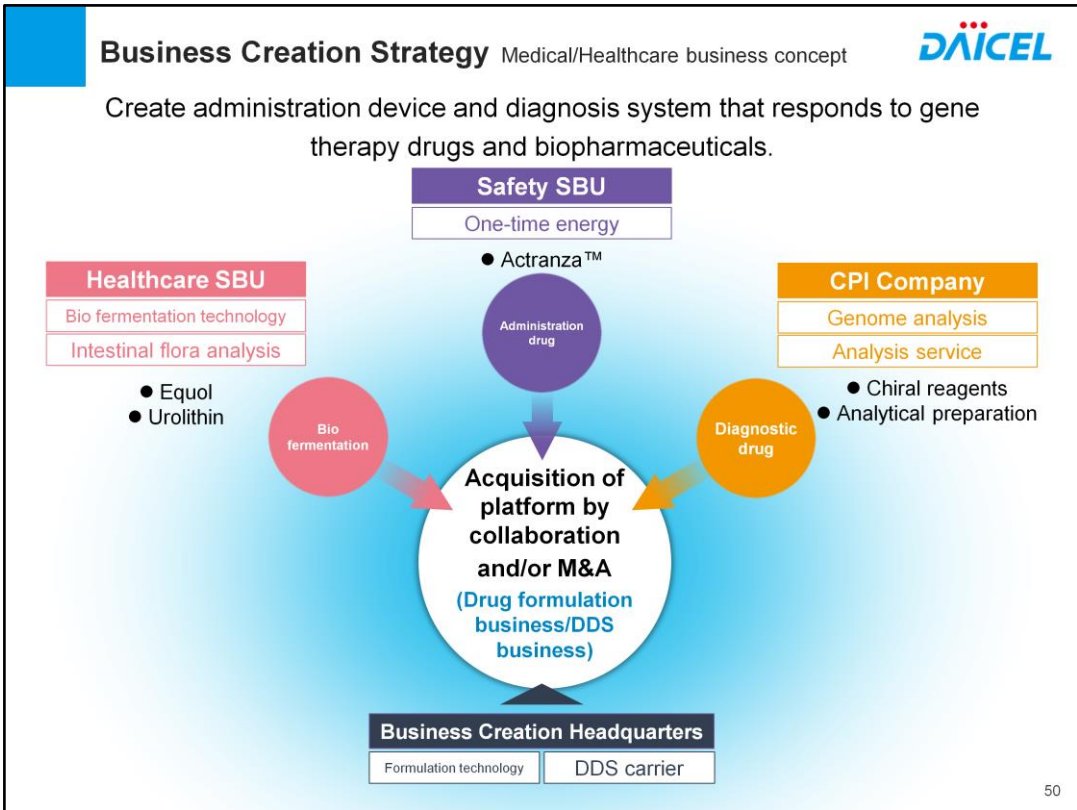 Business Creation Strategy Medical/Healthcare business concept
DAICEL
Create administration device and diagnosis system that responds to gene
therapy drugs and biopharmaceuticals.
Safety SBU
One-time energy
● Actranza™
Administration
drug
Healthcare SBU
Bio fermentation technology
Intestinal flora analysis
● Equol
● Urolithin
Bio
fermentation
CPI Company
Genome analysis
Analysis service
● Chiral reagents
● Analytical preparation
Diagnostic
drug
Acquisition of
platform by
collaboration
and/or M&A
(Drug formulation
business/DDS
business)
Business Creation Headquarters
Formulation technology
DDS carrier
50